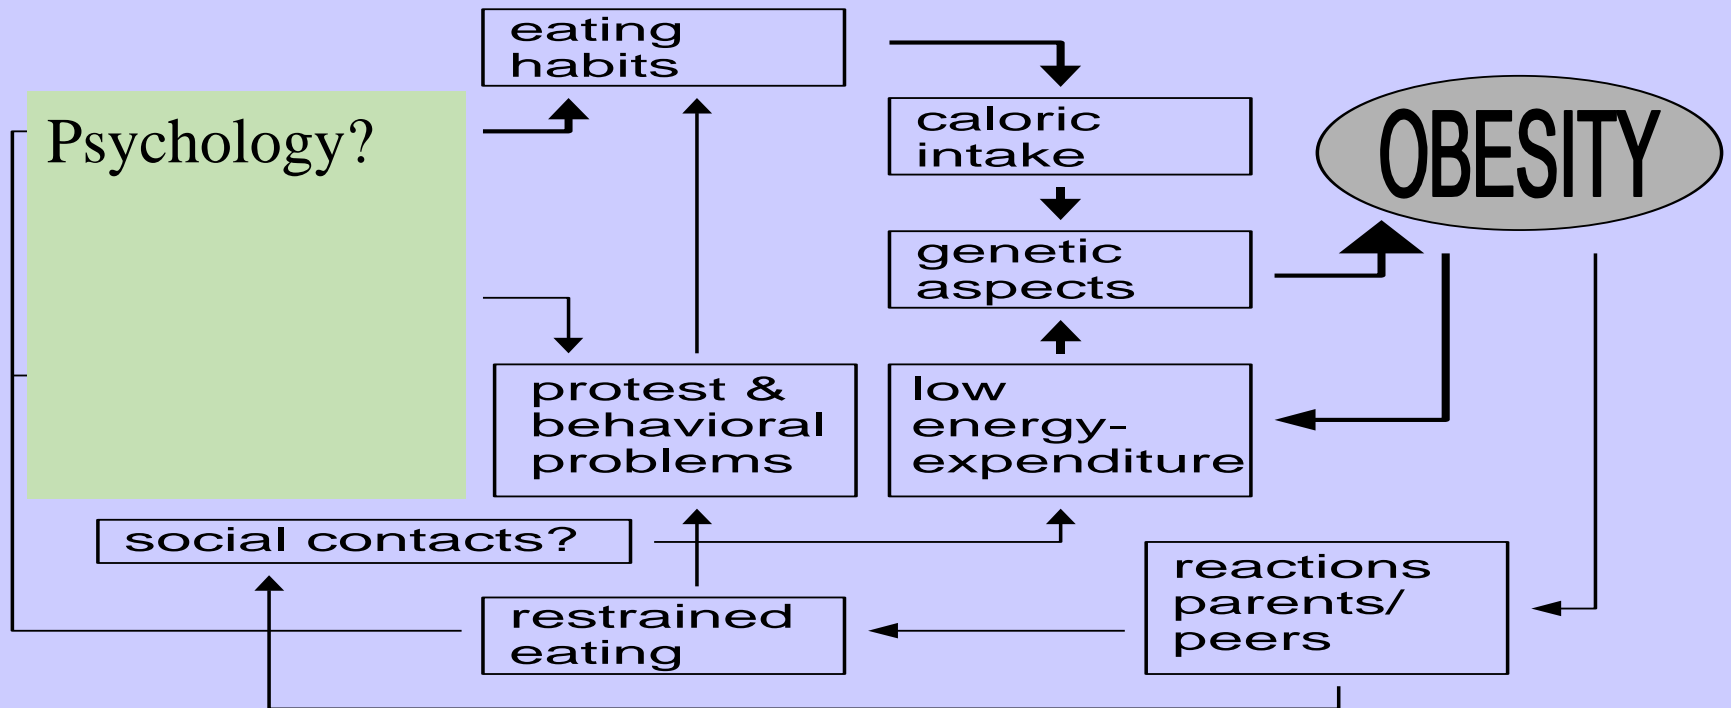 eating
habits
Psychology?
caloric
intake
OBESITY
genetic
aspects
protest &
behavioral
problems
low
energy-
expenditure
social contacts?
reactions
parents/
peers
restrained
eating